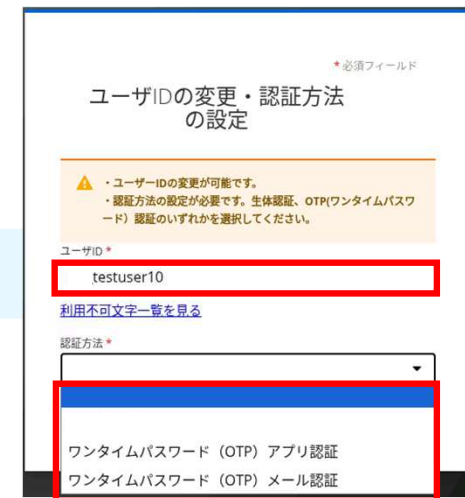 *必須フィールド
ユーザIDの変更・認証方法
の設定
・ユーザーIDの変更が可能です。
・認証方法の設定が必要です。生体認証、OTP(ワンタイムパスワ
ード）認証のいずれかを選択してください。
ユーザID *
testuser10
利用不可文字一覧を見る
認証方法 *
ワンタイムパスワード（OTP）アプリ認証
ワンタイムパスワード（OTP）メール認証